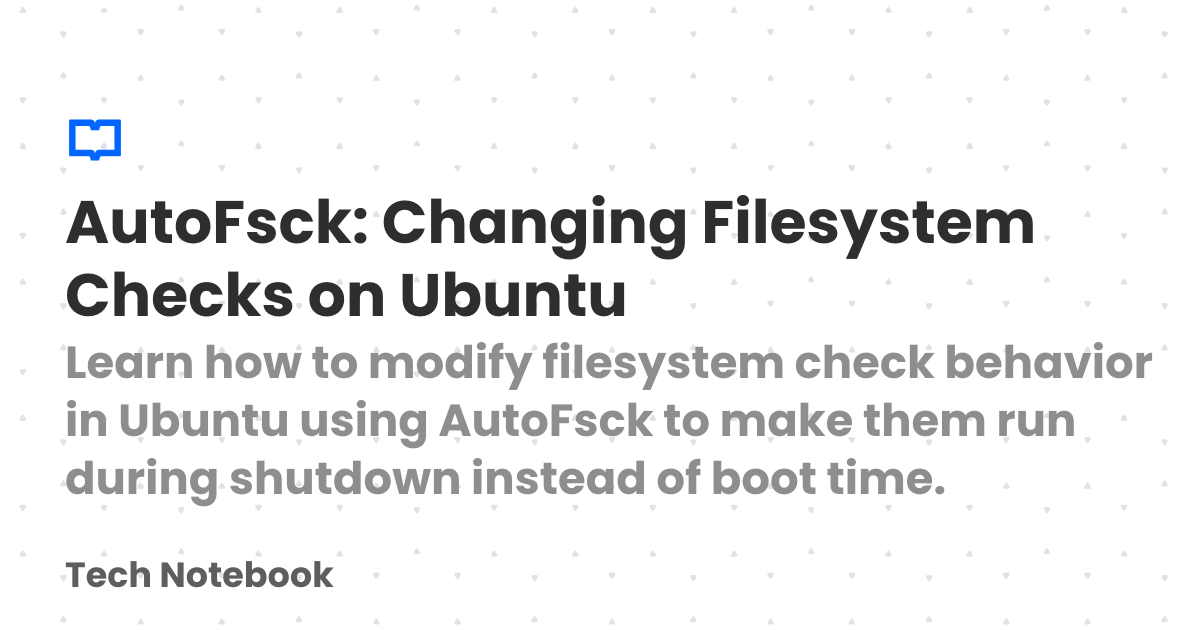 AutoFsck: Changing Filesystem
Checks on Ubuntu
Learn how to modify filesystem check behavior
in Ubuntu using AutoFsck to make them run
during shutdown instead of boot time.
Tech Notebook